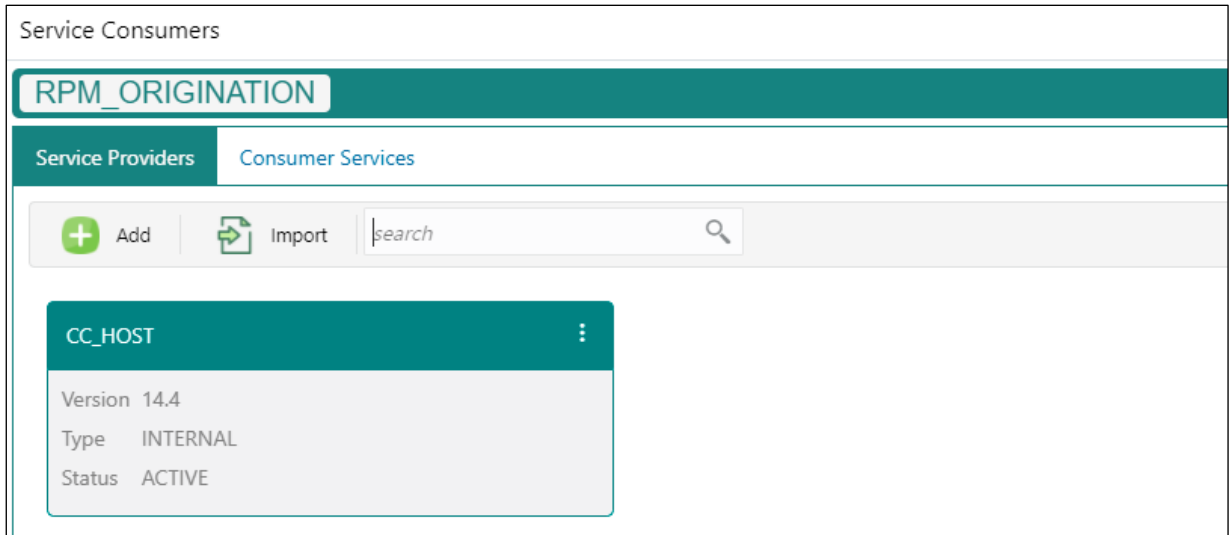 Service Consumers
RPM_ORIGINATION
Service Providers Consumer Services
Add Import search
CC_HOST
Version 14.4
Type INTERNAL
Status ACTIVE